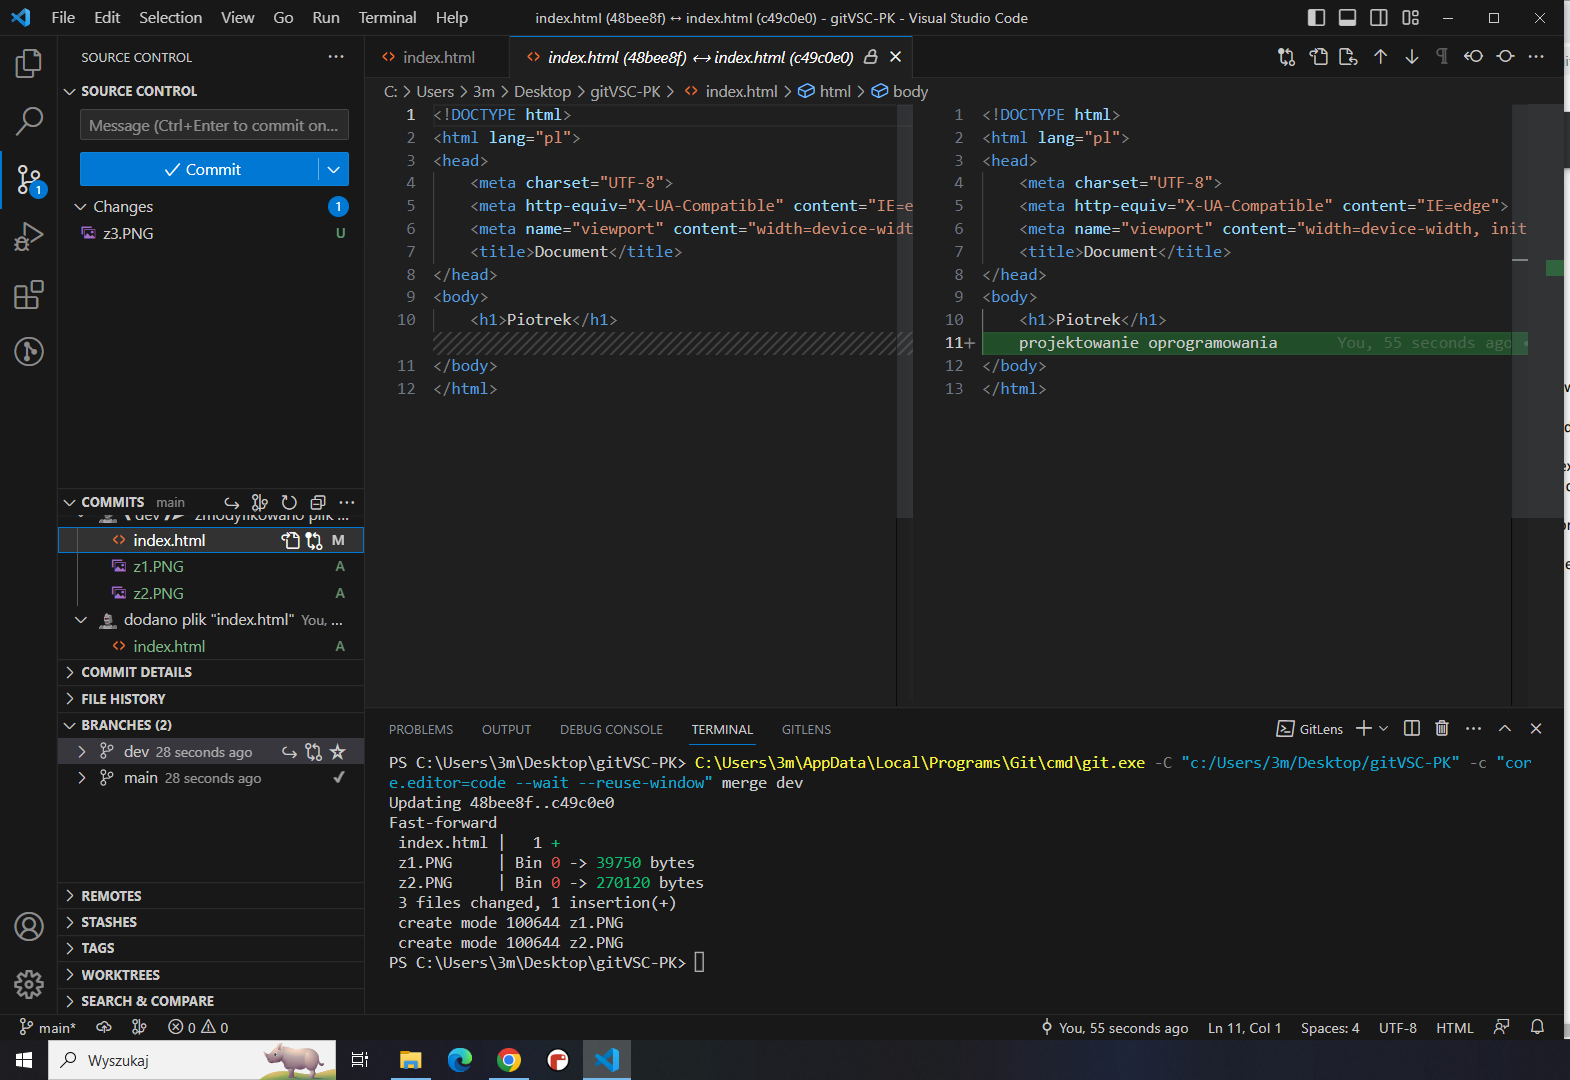 File Edit Selection View Go Run Terminal Help
index.html (48bee8f) ↔ index.html (c49c0e0) - gitVSC-PK - Visual Studio Code
SOURCE CONTROL
SOURCE CONTROL
Message (Ctrl+Enter to commit on...
Commit
Changes 1
z3.PNG U
1
COMMITS main
zmodyfikowano plik ...
index.html M
z1.PNG A
z2.PNG A
dodano plik "index.html" You, ...
index.html A
COMMIT DETAILS
FILE HISTORY
BRANCHES (2)
dev 28 seconds ago
main 28 seconds ago
REMOTES
STASHES
TAGS
WORKTREES
SEARCH & COMPARE
index.html
index.html (48bee8f) ↔ index.html (c49c0e0)
C: > Users > 3m > Desktop > gitVSC-PK > index.html > html > body
1 <!DOCTYPE html>
2 <html lang="pl">
3 <head>
4 <meta charset="UTF-8">
5 <meta http-equiv="X-UA-Compatible" content="IE=e
6 <meta name="viewport" content="width=device-widt
7 <title>Document</title>
8 </head>
9 <body>
10 <h1>Piotrek</h1>
11 </body>
12 </html>
1 <!DOCTYPE html>
2 <html lang="pl">
3 <head>
4 <meta charset="UTF-8">
5 <meta http-equiv="X-UA-Compatible" content="IE=edge">
6 <meta name="viewport" content="width=device-width, init
7 <title>Document</title>
8 </head>
9 <body>
10 <h1>Piotrek</h1>
11+ projektowanie oprogramowania You, 55 seconds ago •
12 </body>
13 </html>
PROBLEMS OUTPUT DEBUG CONSOLE TERMINAL GITLENS
GitLens
PS C:\Users\3m\Desktop\gitVSC-PK> C:\Users\3m\AppData\Local\Programs\Git\cmd\git.exe -C "c:/Users/3m/Desktop/gitVSC-PK" -c "cor
e.editor=code --wait --reuse-window" merge dev
Updating 48bee8f..c49c0e0
Fast-forward
index.html | 1 +
z1.PNG | Bin 0 -> 39750 bytes
z2.PNG | Bin 0 -> 270120 bytes
3 files changed, 1 insertion(+)
create mode 100644 z1.PNG
create mode 100644 z2.PNG
PS C:\Users\3m\Desktop\gitVSC-PK>
main* 0 0
You, 55 seconds ago Ln 11, Col 1 Spaces: 4 UTF-8 HTML
Wyszukaj